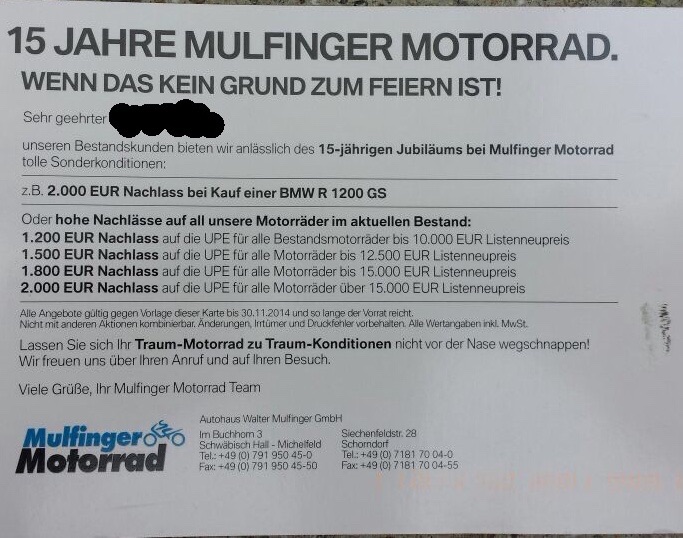 15 JAHRE MULFINGER MOTORRAD.
WENN DAS KEIN GRUND ZUM FEIERN IST!
Sehr geehrter
unseren Bestandskunden bieten wir anlässlich des 15-jährigen Jubiläums bei Mulfinger Motorrad
tolle Sonderkonditionen:
z.B. 2.000 EUR Nachlass bei Kauf einer BMW R 1200 GS
Oder hohe Nachlässe auf all unsere Motorräder im aktuellen Bestand:
1.200 EUR Nachlass auf die UPE für alle Bestandsmotorräder bis 10.000 EUR Listenneupreis
1.500 EUR Nachlass auf die UPE für alle Motorräder bis 12.500 EUR Listenneupreis
1.800 EUR Nachlass auf die UPE für alle Motorräder bis 15.000 EUR Listenneupreis
2.000 EUR Nachlass auf die UPE für alle Motorräder über 15.000 EUR Listenneupreis
Alle Angebote gültig gegen Vorlage dieser Karte bis 30.11.2014 und so lange der Vorrat reicht.
Nicht mit anderen Aktionen kombinierbar. Änderungen, Irrtümer und Druckfehler vorbehalten. Alle Wertangaben inkl. MwSt.
Lassen Sie sich Ihr Traum-Motorrad zu Traum-Konditionen nicht vor der Nase wegschnappen!
Wir freuen uns über Ihren Anruf und auf Ihren Besuch.
Viele Grüße, Ihr Mulfinger Motorrad Team
Mulfinger
Motorrad
Autohaus Walter Mulfinger GmbH
Im Buchhorn 3
Schwäbisch Hall - Michelfeld
Tel.: +49 (0) 791 950 45-0
Fax: +49 (0) 791 950 45-50
Siechenfeldstr. 28
Schorndorf
Tel.: +49 (0) 7181 70 04-0
Fax: +49 (0) 7181 70 04-55